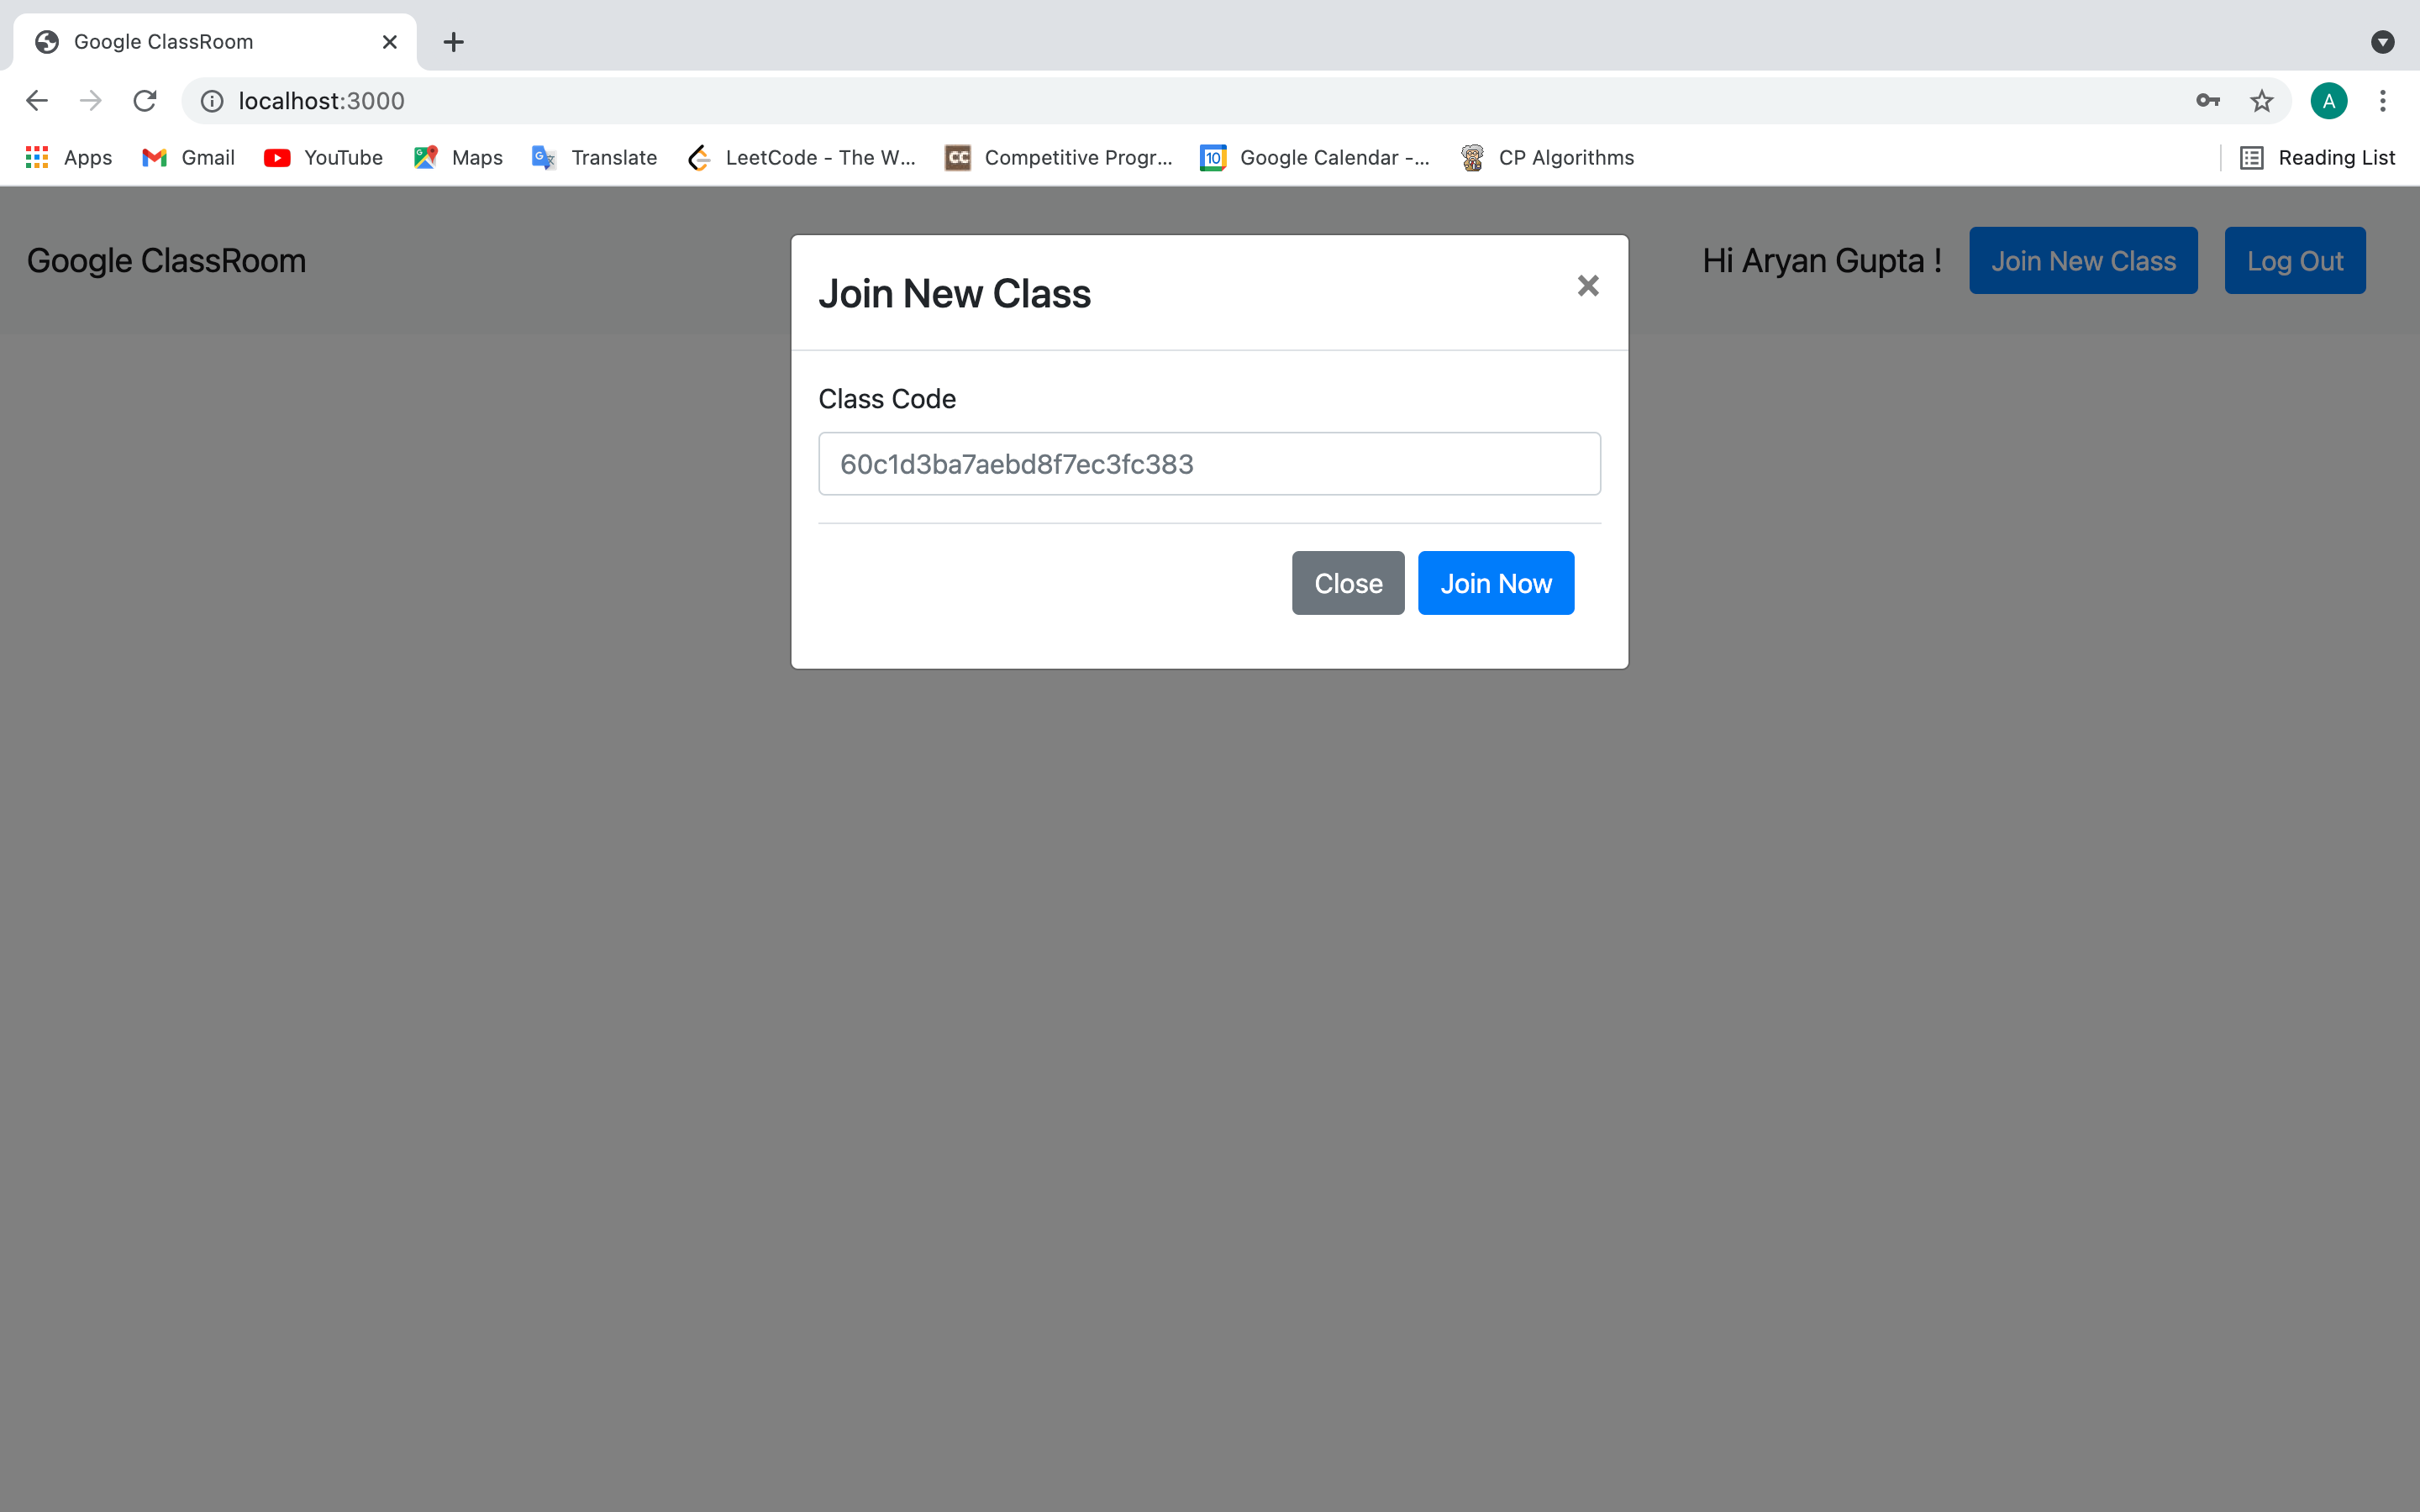 Google ClassRoom
localhost:3000
A
Apps Gmail YouTube Maps Translate LeetCode - The W... CC Competitive Progr... 10 Google Calendar -... CP Algorithms Reading List
Google ClassRoom
Hi Aryan Gupta ! Join New Class Log Out
Join New Class
Class Code
60c1d3ba7aebd8f7ec3fc383
Close Join Now